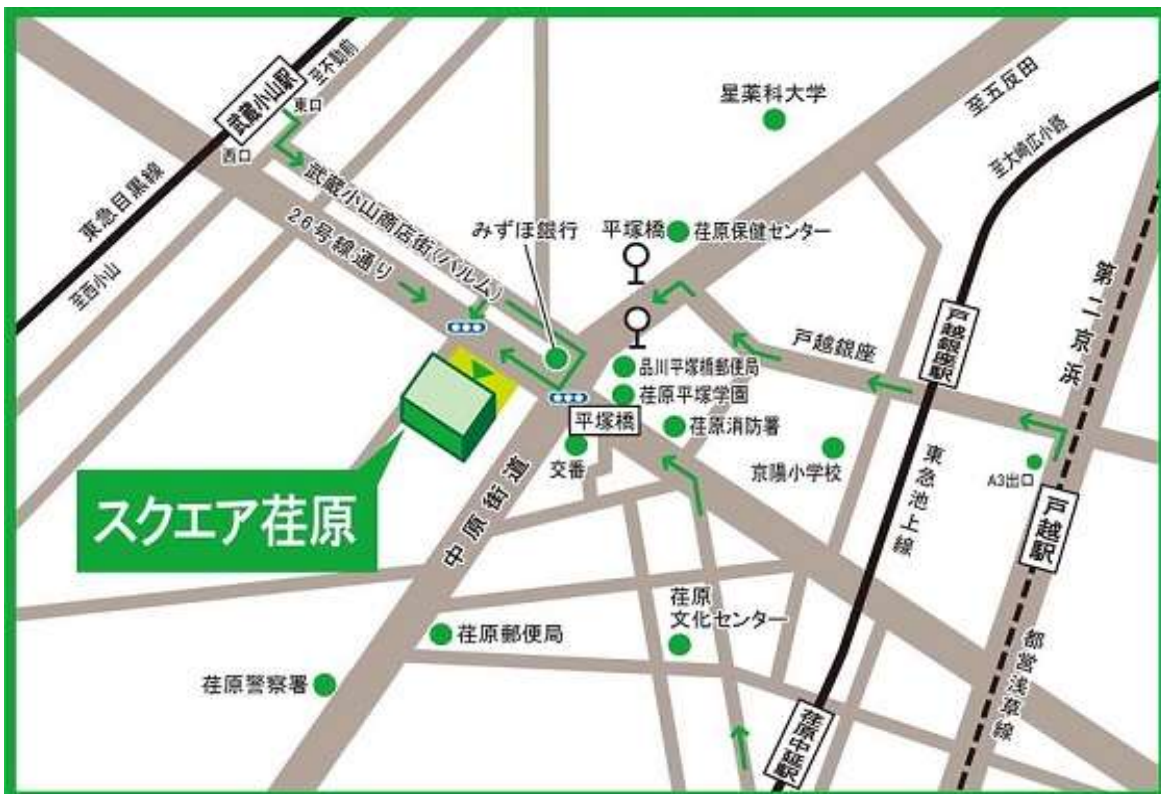 武蔵小山駅
至不動前
東口
西口
東急目黒線
至西小山
武蔵小山商店街(パルム)
26号線通り
みずほ銀行
平塚橋
荏原保健センター
星薬科大学
至五反田
至大崎広小路
第二京浜
戸越銀座駅
戸越銀座
品川平塚橋郵便局
荏原平塚学園
平塚橋
荏原消防署
交番
京陽小学校
東急池上線
A3出口
戸越駅
スクエア荏原
中原街道
荏原
文化センター
荏原郵便局
荏原警察署
都営浅草線
荏原中延駅